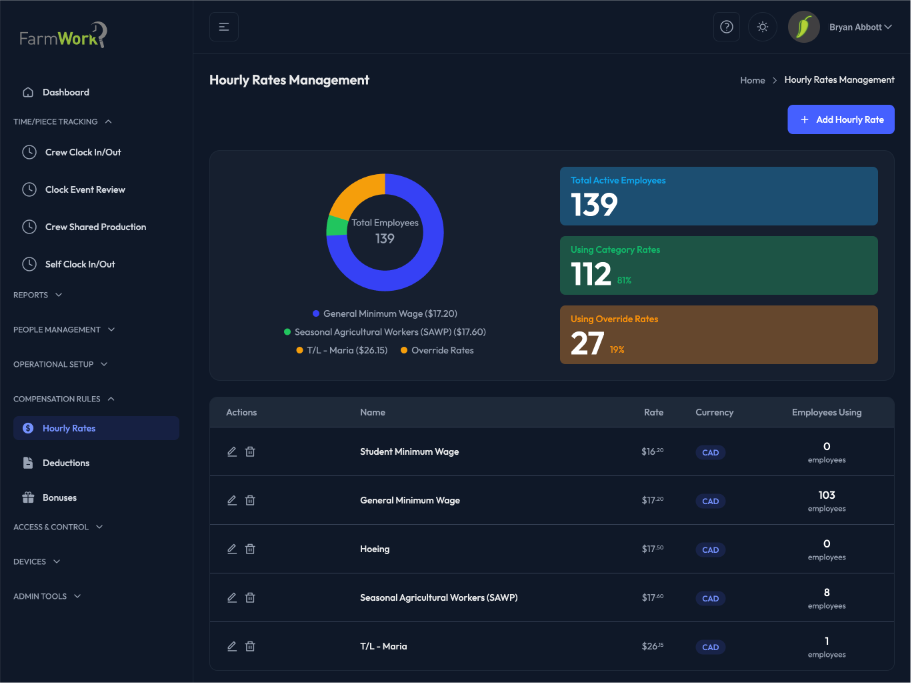 FarmWork
Bryan Abbott
Hourly Rates Management
Home > Hourly Rates Management
+ Add Hourly Rate
Dashboard
TIME/PIECE TRACKING
Crew Clock In/Out
Clock Event Review
Crew Shared Production
Self Clock In/Out
REPORTS
PEOPLE MANAGEMENT
OPERATIONAL SETUP
COMPENSATION RULES
Hourly Rates
Deductions
Bonuses
ACCESS & CONTROL
DEVICES
ADMIN TOOLS
Total Employees
139
General Minimum Wage ($17.20)
Seasonal Agricultural Workers (SAWP) ($17.60)
T/L - Maria ($26.15) Override Rates
Total Active Employees
139
Using Category Rates
112 81%
Using Override Rates
27 19%
Actions Name Rate Currency Employees Using
Student Minimum Wage $16.20 CAD 0 employees
General Minimum Wage $17.20 CAD 103 employees
Hoeing $17.50 CAD 0 employees
Seasonal Agricultural Workers (SAWP) $17.60 CAD 8 employees
T/L - Maria $26.15 CAD 1 employees